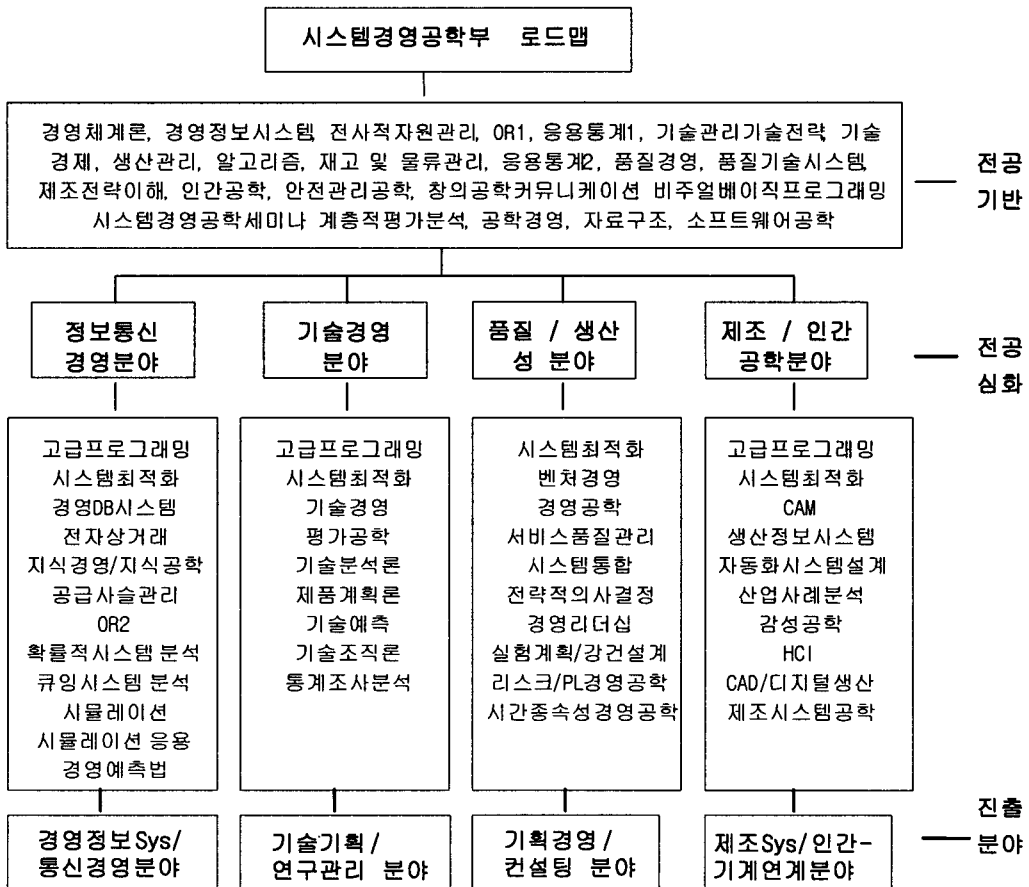 시스템경영공학부 로드맵
경영체계론, 경영정보시스템, 전사적자원관리, OR1, 응용통계1, 기술관리기술전략, 기술
경제, 생산관리, 알고리즘, 재고 및 물류관리, 응용통계2, 품질경영, 품질기술시스템,
제조전략이해, 인간공학, 안전관리공학, 창의공학커뮤니케이션 비주얼베이직프로그래밍
시스템경영공학세미나 계층적평가분석, 공학경영, 자료구조, 소프트웨어공학
전공
기반
정보통신
경영분야
기술경영
분야
품질 / 생산
성 분야
제조 / 인간
공학분야
전공
심화
고급프로그래밍
시스템최적화
경영DB시스템
전자상거래
지식경영/지식공학
공급사슬관리
OR2
확률적시스템 분석
큐잉시스템 분석
시뮬레이션
시뮬레이션 응용
경영예측법
고급프로그래밍
시스템최적화
기술경영
평가공학
기술분석론
제품계획론
기술예측
기술조직론
통계조사분석
시스템최적화
벤처경영
경영공학
서비스품질관리
시스템통합
전략적의사결정
경영리더십
실험계획/강건설계
리스크/PL경영공학
시간종속성경영공학
고급프로그래밍
시스템최적화
CAM
생산정보시스템
자동화시스템설계
산업사례분석
감성공학
HCI
CAD/디지털생산
제조시스템공학
경영정보Sys/
통신경영분야
기술기획/
연구관리 분야
기획경영/
컨설팅 분야
제조Sys/인간-
기계연계분야
진출
분야